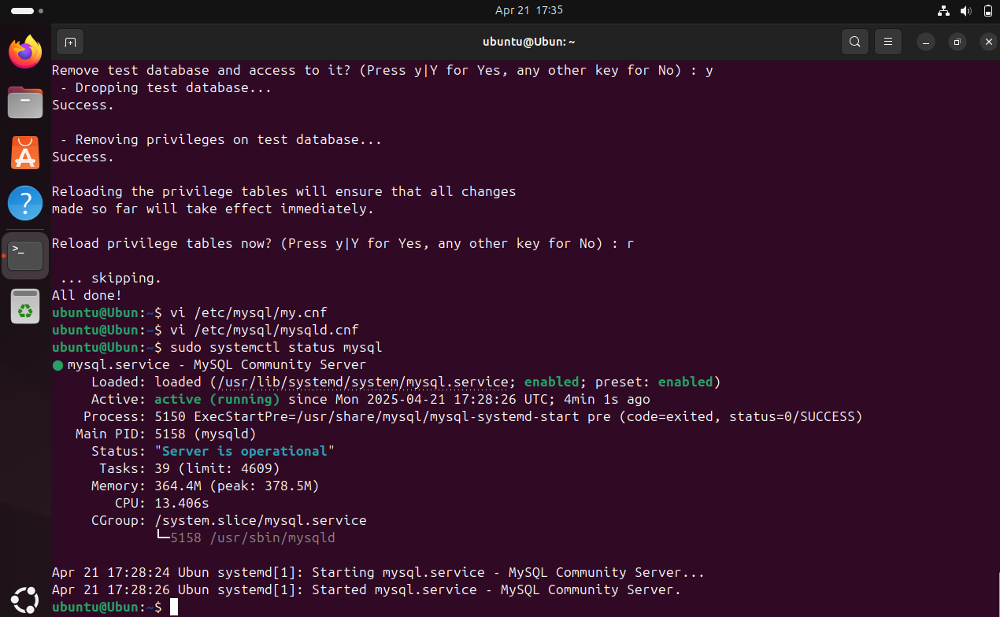 Apr 21 17:35
ubuntu@Ubun: ~
Remove test database and access to it? (Press y|Y for Yes, any other key for No) : y
 - Dropping test database...
Success.

 - Removing privileges on test database...
Success.

Reloading the privilege tables will ensure that all changes
made so far will take effect immediately.

Reload privilege tables now? (Press y|Y for Yes, any other key for No) : r

 ... skipping.
All done!
ubuntu@Ubun:~$ vi /etc/mysql/my.cnf
ubuntu@Ubun:~$ vi /etc/mysql/mysqld.cnf
ubuntu@Ubun:~$ sudo systemctl status mysql
● mysql.service - MySQL Community Server
     Loaded: loaded (/usr/lib/systemd/system/mysql.service; enabled; preset: enabled)
     Active: active (running) since Mon 2025-04-21 17:28:26 UTC; 4min 1s ago
    Process: 5150 ExecStartPre=/usr/share/mysql/mysql-systemd-start pre (code=exited, status=0/SUCCESS)
   Main PID: 5158 (mysqld)
     Status: "Server is operational"
      Tasks: 39 (limit: 4609)
     Memory: 364.4M (peak: 378.5M)
        CPU: 13.406s
     CGroup: /system.slice/mysql.service
             └─5158 /usr/sbin/mysqld

Apr 21 17:28:24 Ubun systemd[1]: Starting mysql.service - MySQL Community Server...
Apr 21 17:28:26 Ubun systemd[1]: Started mysql.service - MySQL Community Server.
ubuntu@Ubun:~$